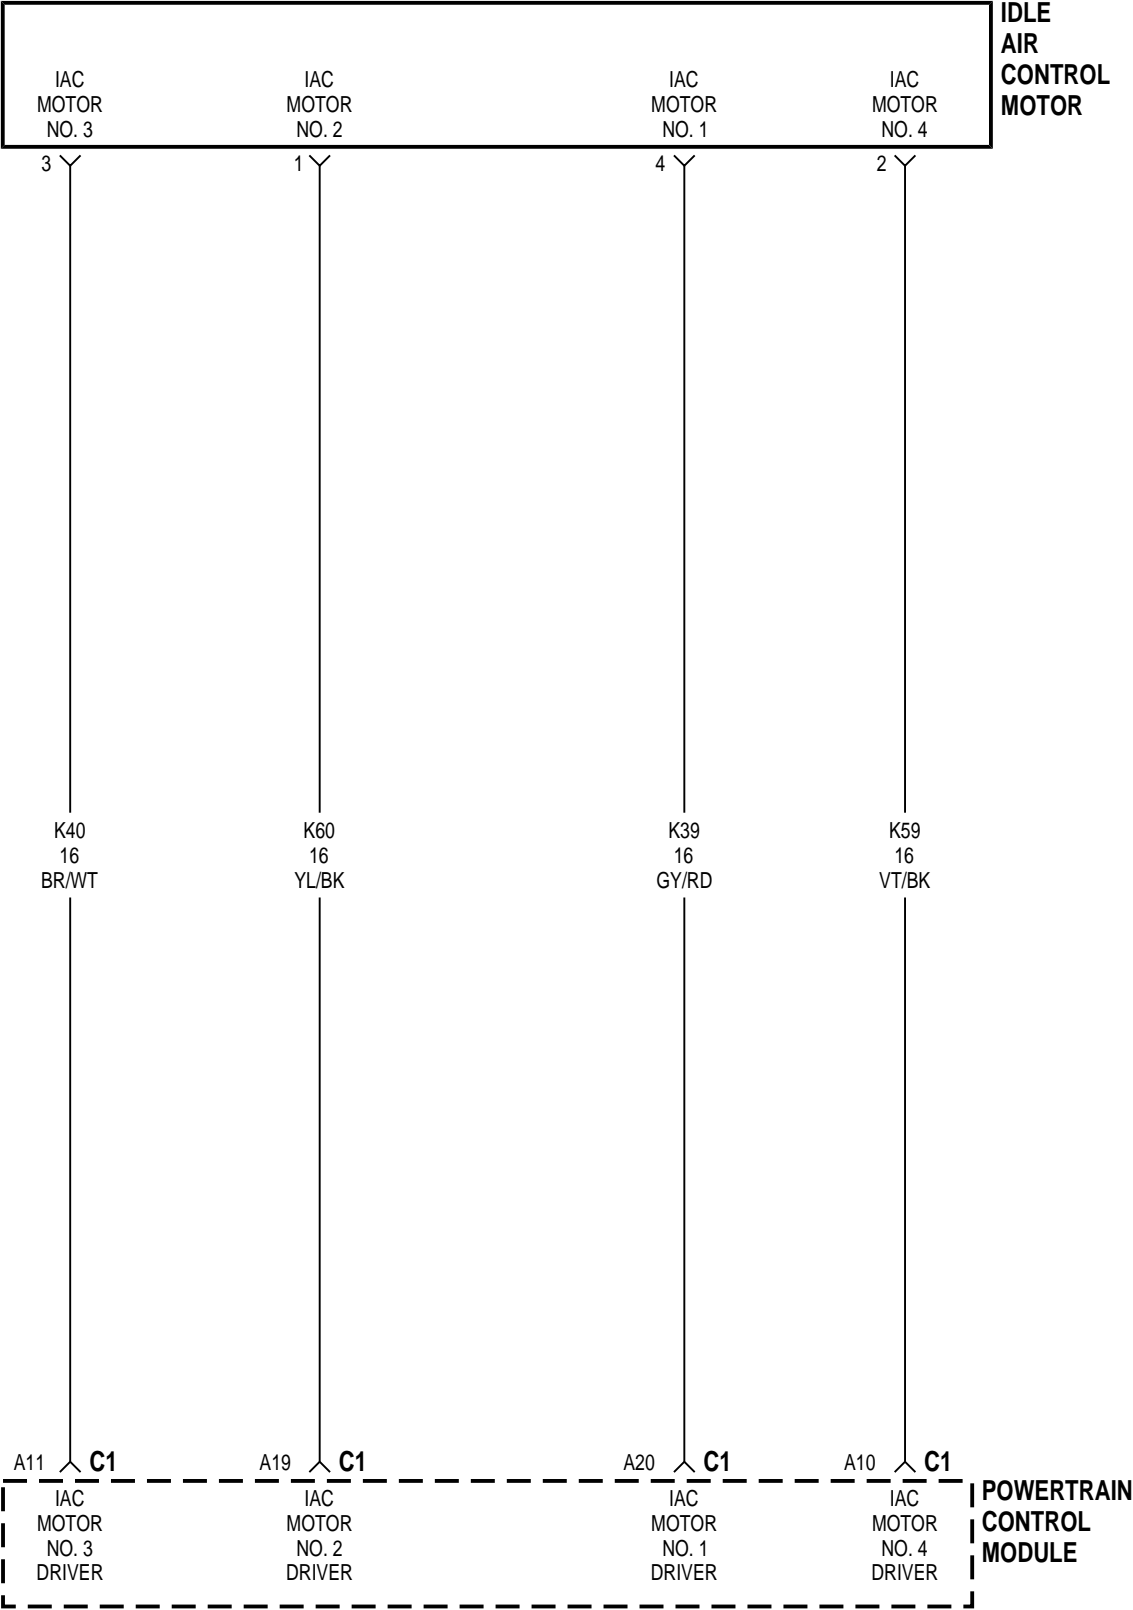 IDLE
AIR
CONTROL
MOTOR
IAC
MOTOR
NO. 3
IAC
MOTOR
NO. 2
IAC
MOTOR
NO. 1
IAC
MOTOR
NO. 4
3
1
4
2
K40
16
BR/WT
K60
16
YL/BK
K39
16
GY/RD
K59
16
VT/BK
A11 C1
A19 C1
A20 C1
A10 C1
IAC
MOTOR
NO. 3
DRIVER
IAC
MOTOR
NO. 2
DRIVER
IAC
MOTOR
NO. 1
DRIVER
IAC
MOTOR
NO. 4
DRIVER
POWERTRAIN
CONTROL
MODULE